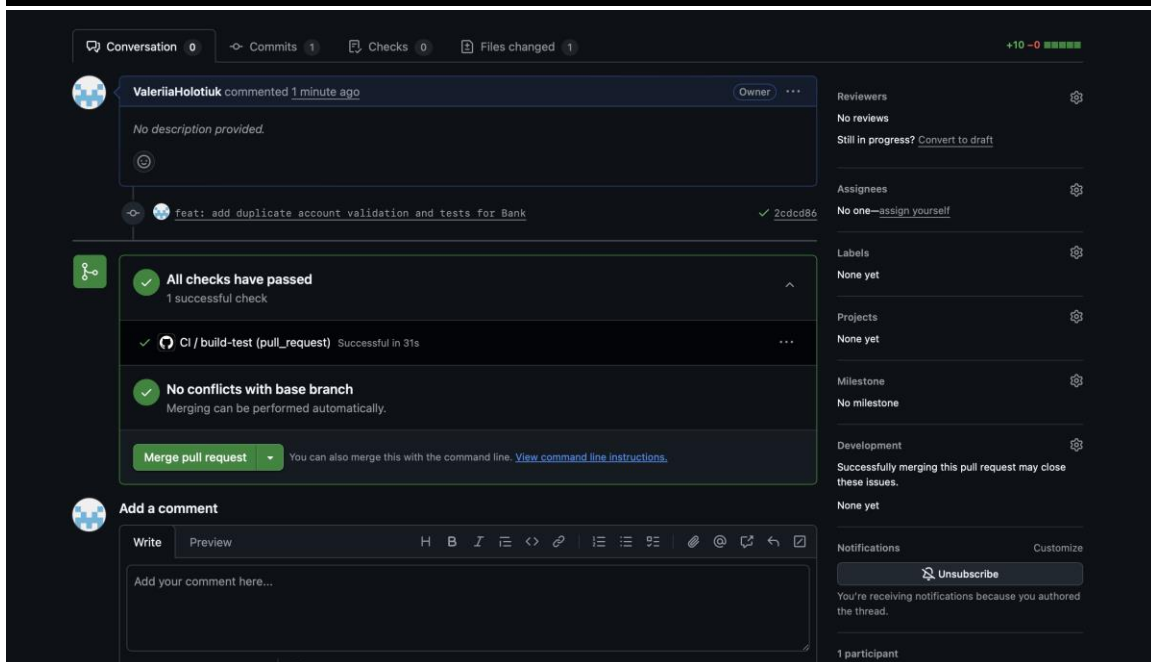 Conversation 0 Commits 1 Checks 0 Files changed 1 +10 −0
ValeriiaHolotiuk commented 1 minute ago Owner
No description provided.
feat: add duplicate account validation and tests for Bank 2cdcd86
All checks have passed
1 successful check
CI / build-test (pull_request) Successful in 31s
No conflicts with base branch
Merging can be performed automatically.
Merge pull request You can also merge this with the command line. View command line instructions.
Add a comment
Write Preview
Add your comment here...
Reviewers
No reviews
Still in progress? Convert to draft
Assignees
No one—assign yourself
Labels
None yet
Projects
None yet
Milestone
No milestone
Development
Successfully merging this pull request may close
these issues.
None yet
Notifications Customize
Unsubscribe
You're receiving notifications because you authored
the thread.
1 participant